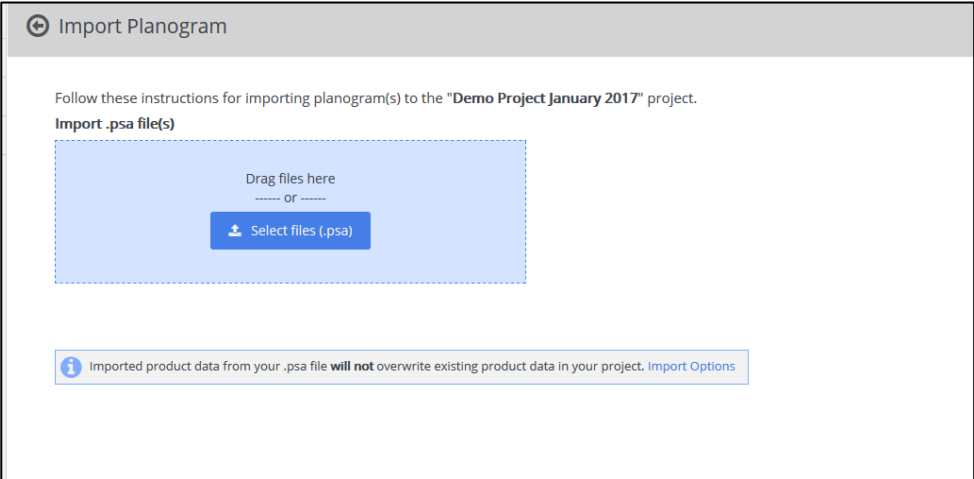 Import Planogram
Follow these instructions for importing planogram(s) to the "Demo Project January 2017" project.
Import .psa file(s)
Drag files here
------ or ------
Select files (.psa)
Imported product data from your .psa file will not overwrite existing product data in your project. Import Options